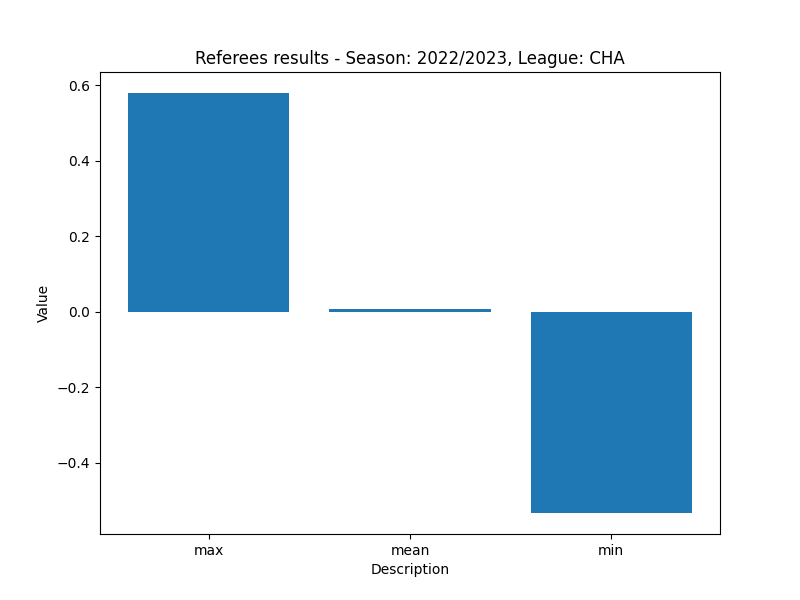 Referees results - Season: 2022/2023, League: CHA
0.6
0.4
0.2
0.0
−0.2
−0.4
Value
max mean min
Description